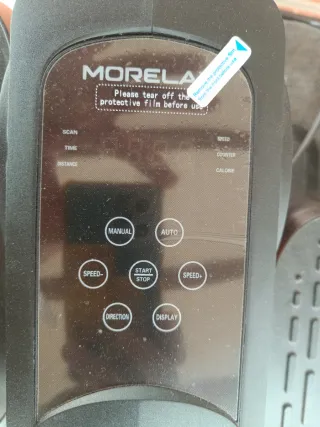 MORELA
Please tear off the
protective film before us
SCAN
TIME
DISTANCE
SPEED
COUNTER
CALORIE
MANUAL
AUTO
SPEED-
START
STOP
SPEED+
DIRECTION
DISPLAY